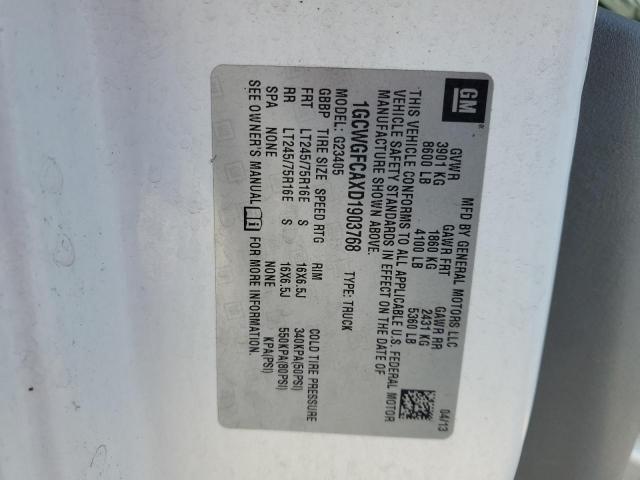 GM
MFD BY GENERAL MOTORS LLC 04/13
GVWR GAWR FRT GAWR RR
3901 KG 1860 KG 2431 KG
8600 LB 4100 LB 5360 LB
THIS VEHICLE CONFORMS TO ALL APPLICABLE U.S. FEDERAL MOTOR
VEHICLE SAFETY STANDARDS IN EFFECT ON THE DATE OF
MANUFACTURE SHOWN ABOVE.
1GCWGFCAXD1903768 TYPE: TRUCK
MODEL: G23405
GBBP TIRE SIZE SPEED RTG RIM COLD TIRE PRESSURE
FRT LT245/75R16E S 16X6.5J 340KPA(50PSI)
RR LT245/75R16E S 16X6.5J 550KPA(80PSI)
SPA NONE NONE KPA(PSI)
SEE OWNER'S MANUAL FOR MORE INFORMATION.